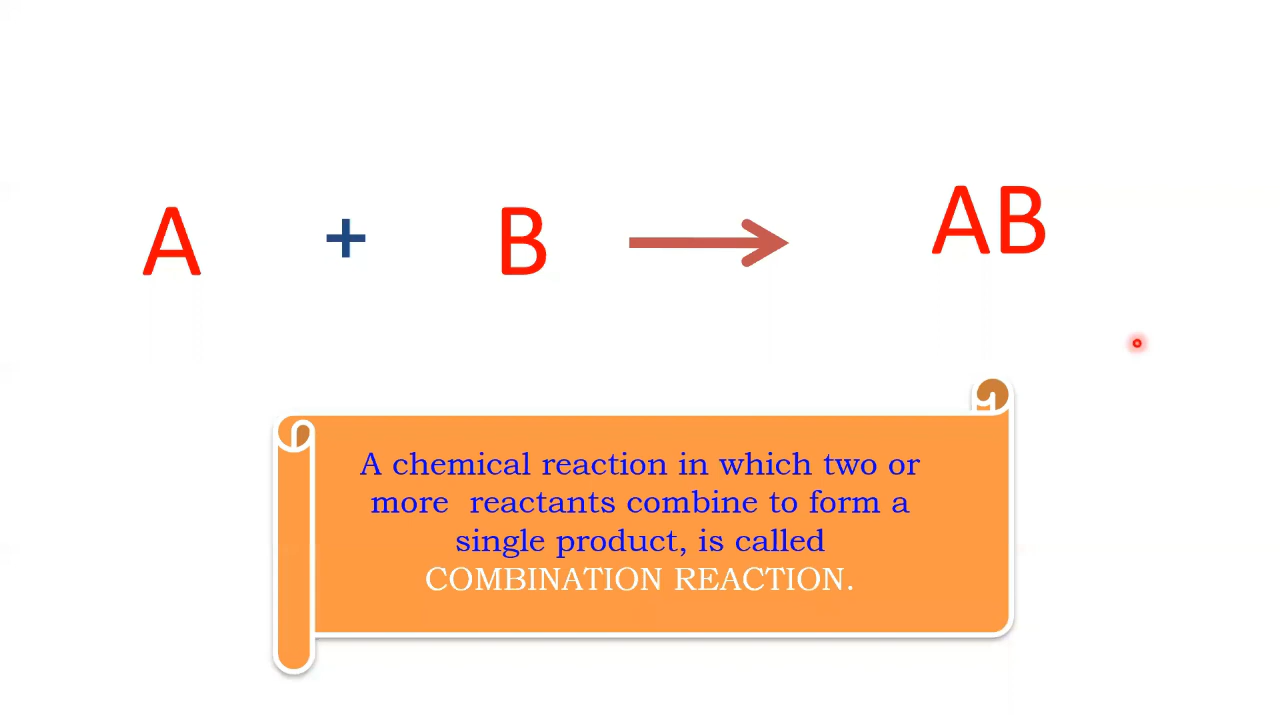 A + B → AB
A chemical reaction in which two or
more reactants combine to form a
single product, is called
COMBINATION REACTION.